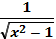 1
√x² − 1